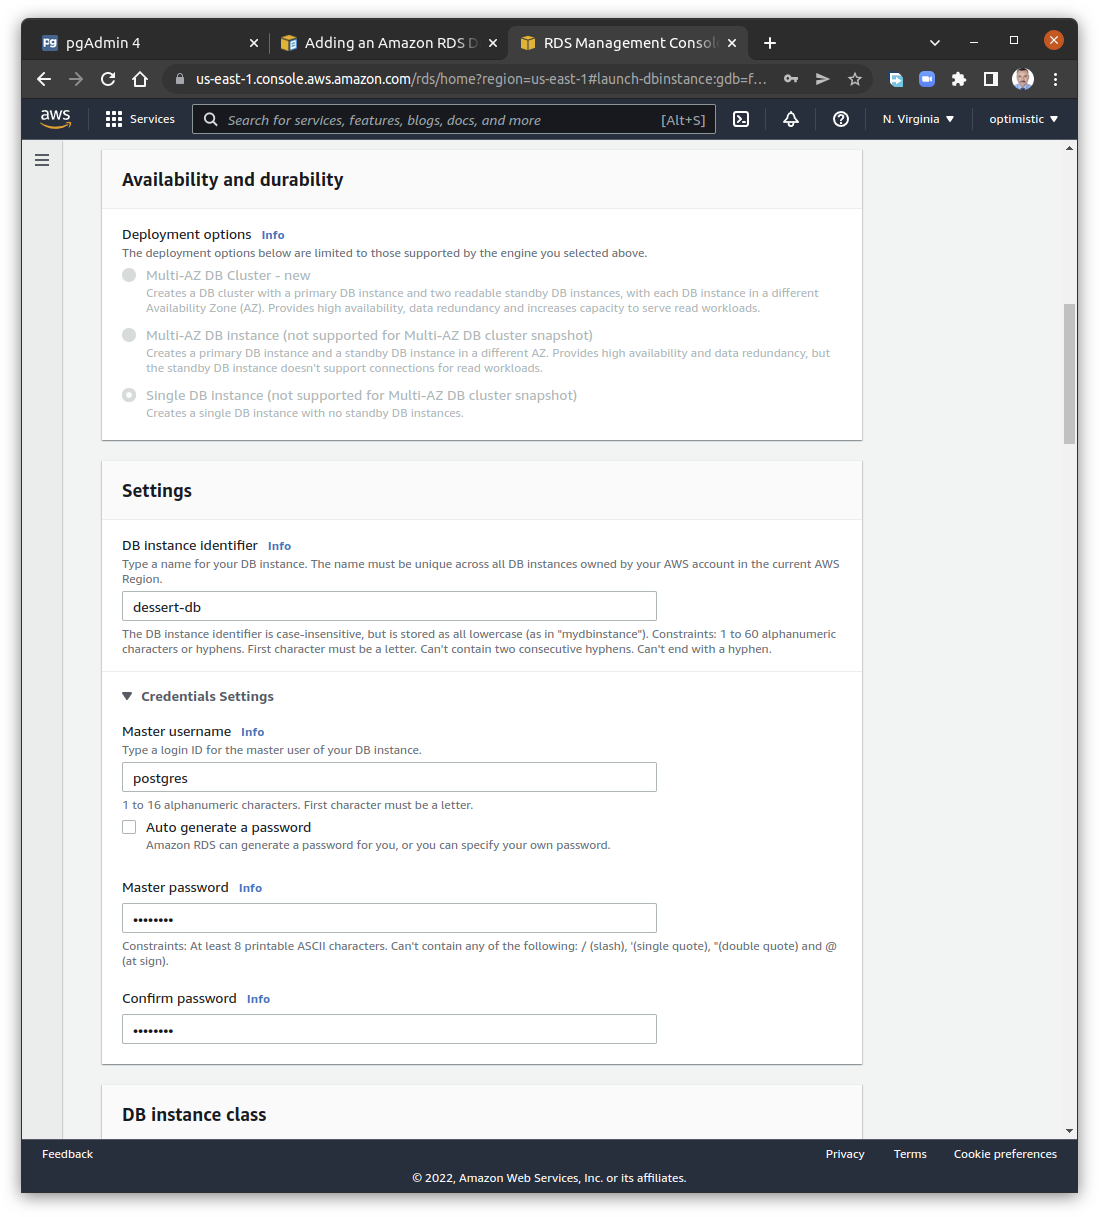 pgAdmin 4
Adding an Amazon RDS D
RDS Management Consol
us-east-1.console.aws.amazon.com/rds/home?region=us-east-1#launch-dbinstance:gdb=f...
aws
Services
Search for services, features, blogs, docs, and more
[Alt+S]
N. Virginia
optimistic
Availability and durability
Deployment options Info
The deployment options below are limited to those supported by the engine you selected above.
Multi-AZ DB Cluster - new
Creates a DB cluster with a primary DB instance and two readable standby DB instances, with each DB instance in a different
Availability Zone (AZ). Provides high availability, data redundancy and increases capacity to serve read workloads.
Multi-AZ DB instance (not supported for Multi-AZ DB cluster snapshot)
Creates a primary DB instance and a standby DB instance in a different AZ. Provides high availability and data redundancy, but
the standby DB instance doesn't support connections for read workloads.
Single DB instance (not supported for Multi-AZ DB cluster snapshot)
Creates a single DB instance with no standby DB instances.
Settings
DB instance identifier Info
Type a name for your DB instance. The name must be unique across all DB instances owned by your AWS account in the current AWS
Region.
dessert-db
The DB instance identifier is case-insensitive, but is stored as all lowercase (as in "mydbinstance"). Constraints: 1 to 60 alphanumeric
characters or hyphens. First character must be a letter. Can't contain two consecutive hyphens. Can't end with a hyphen.
Credentials Settings
Master username Info
Type a login ID for the master user of your DB instance.
postgres
1 to 16 alphanumeric characters. First character must be a letter.
Auto generate a password
Amazon RDS can generate a password for you, or you can specify your own password.
Master password Info
••••••••
Constraints: At least 8 printable ASCII characters. Can't contain any of the following: / (slash), '(single quote), "(double quote) and @
(at sign).
Confirm password Info
••••••••
DB instance class
Feedback
Privacy
Terms
Cookie preferences
© 2022, Amazon Web Services, Inc. or its affiliates.